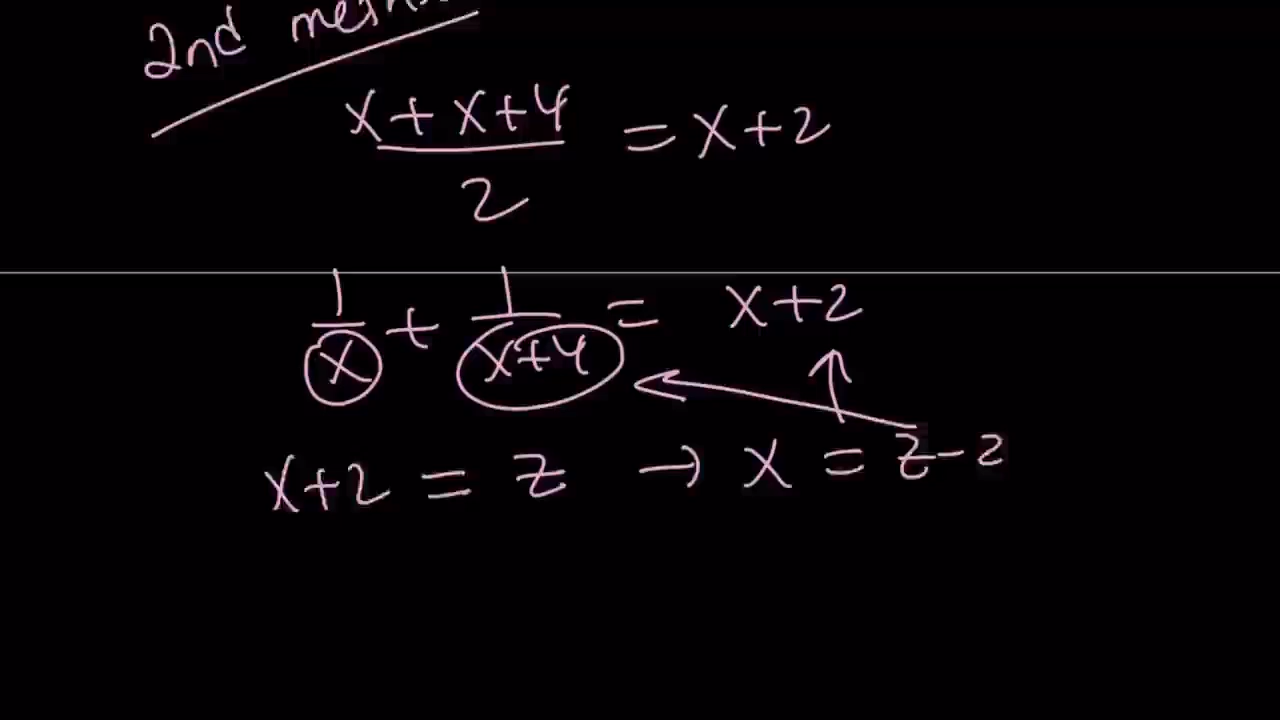 2nd
x+x+4
2
=x+2
1/x + 1/x+4 = x+2
x+2 = z → x = z-2